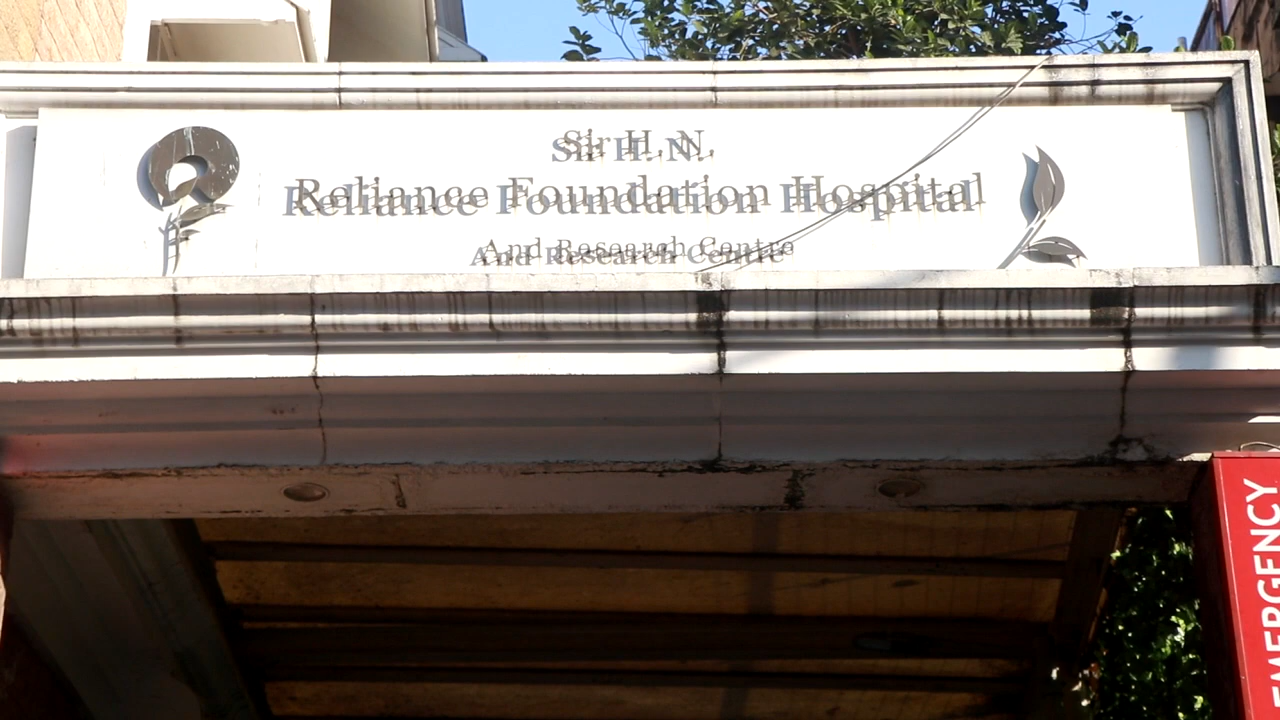 Sir H. N.
Reliance Foundation Hospital
And Research Centre
EMERGENCY